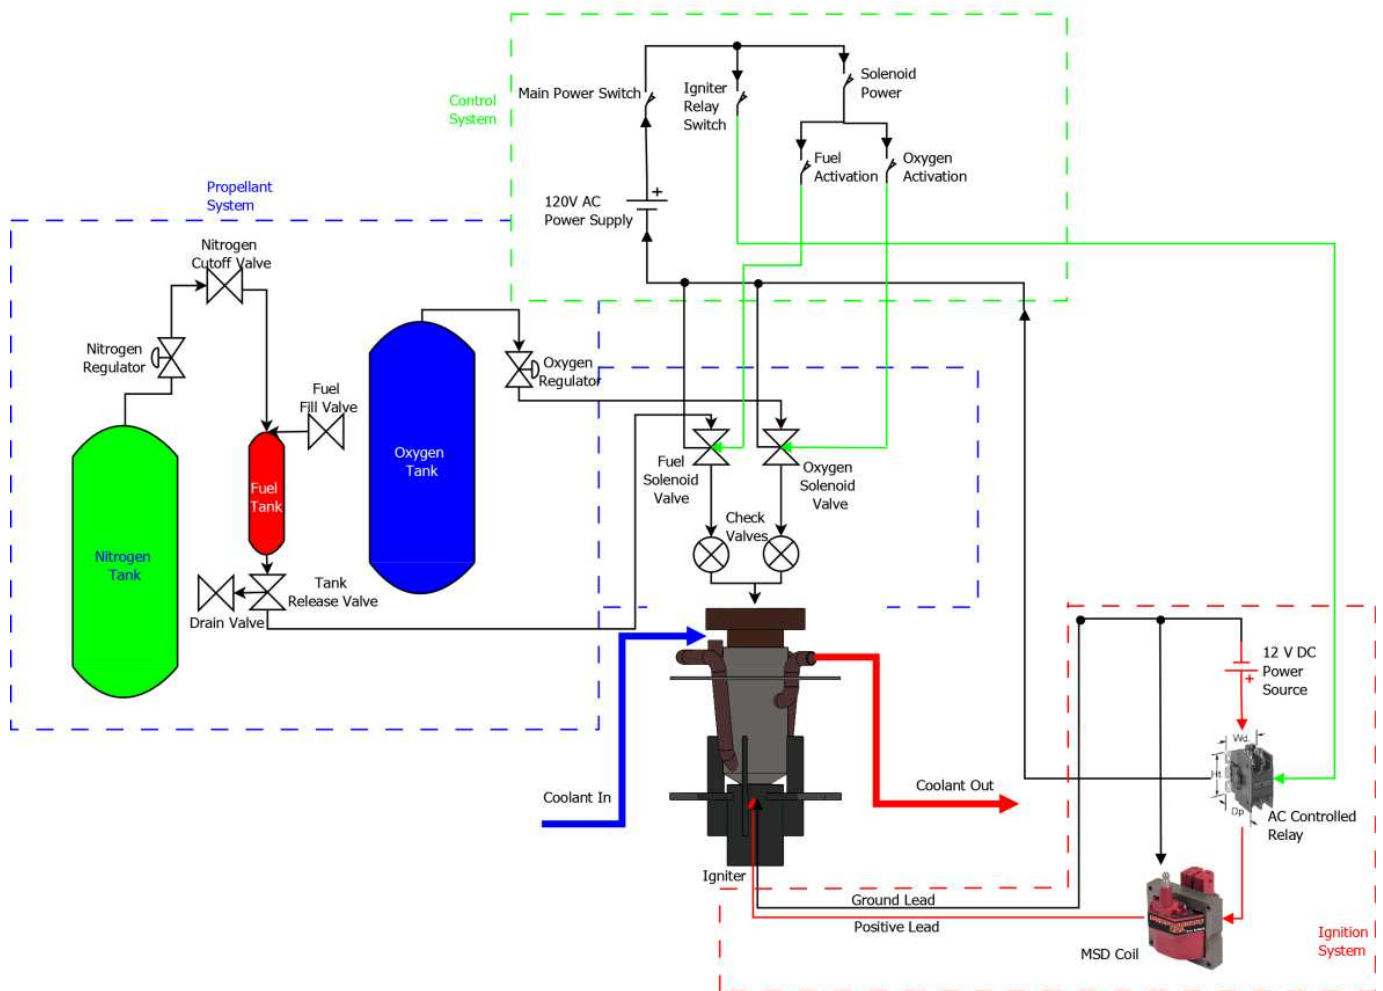 Main Power Switch
Igniter
Relay
Switch
Solenoid
Power
Control
System
Fuel
Activation
Oxygen
Activation
Propellant
System
120V AC
Power Supply
+
Nitrogen
Cutoff Valve
Nitrogen
Regulator
Oxygen
Regulator
Fuel
Fill Valve
Oxygen
Tank
Fuel
Solenoid
Valve
Oxygen
Solenoid
Valve
Fuel
Tank
Check
Valves
Nitrogen
Tank
Tank
Release Valve
Drain Valve
12 V DC
Power
Source
+
Wd.
Ht
Dp
Coolant In
Coolant Out
AC Controlled
Relay
Igniter
Ground Lead
Positive Lead
MSD Coil
Ignition
System